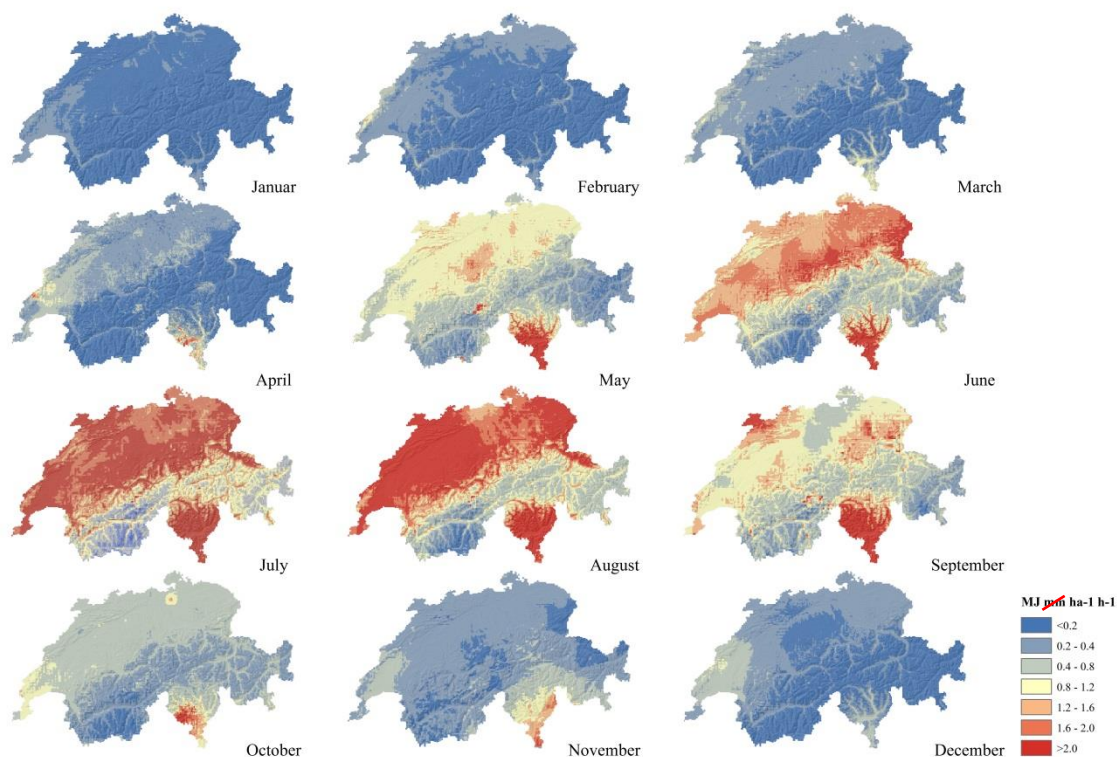 Januar
February
March
April
May
June
July
August
September
October
November
December
MJ mm ha-1 h-1
<0.2
0.2 - 0.4
0.4 - 0.8
0.8 - 1.2
1.2 - 1.6
1.6 - 2.0
>2.0